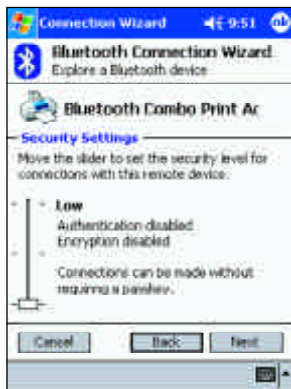 Connection Wizard 9:51 ok
Bluetooth Connection Wizard
Explore a Bluetooth device
Bluetooth Combo Print Ac
Security Settings
Move the slider to set the security level for
connections with this remote device.
Low
Authentication disabled
Encryption disabled
Connections can be made without
requiring a passkey.
Cancel Back Next